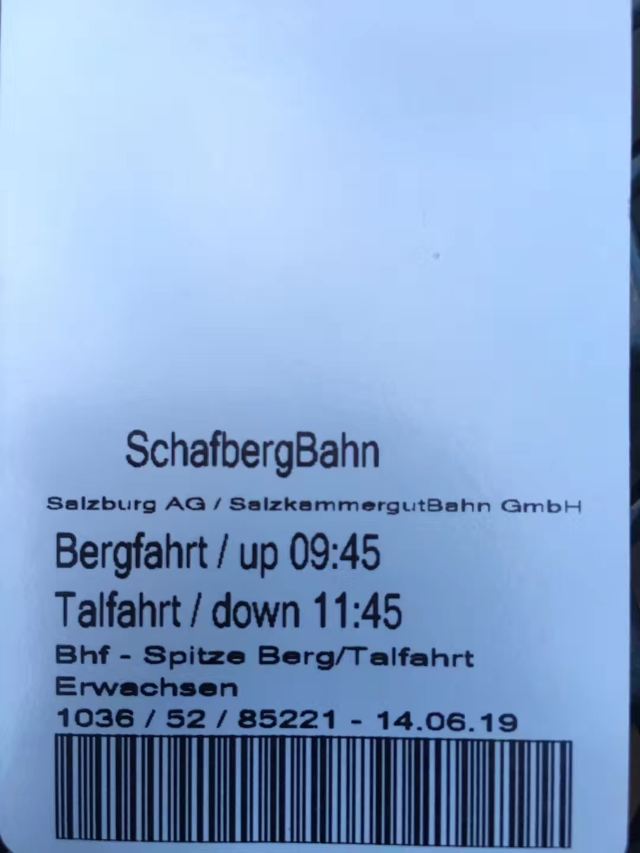 SchafbergBahn
Salzburg AG / SalzkammergutBahn GmbH
Bergfahrt / up 09:45
Talfahrt / down 11:45
Bhf - Spitze Berg/Talfahrt
Erwachsen
1036 / 52 / 85221 - 14.06.19